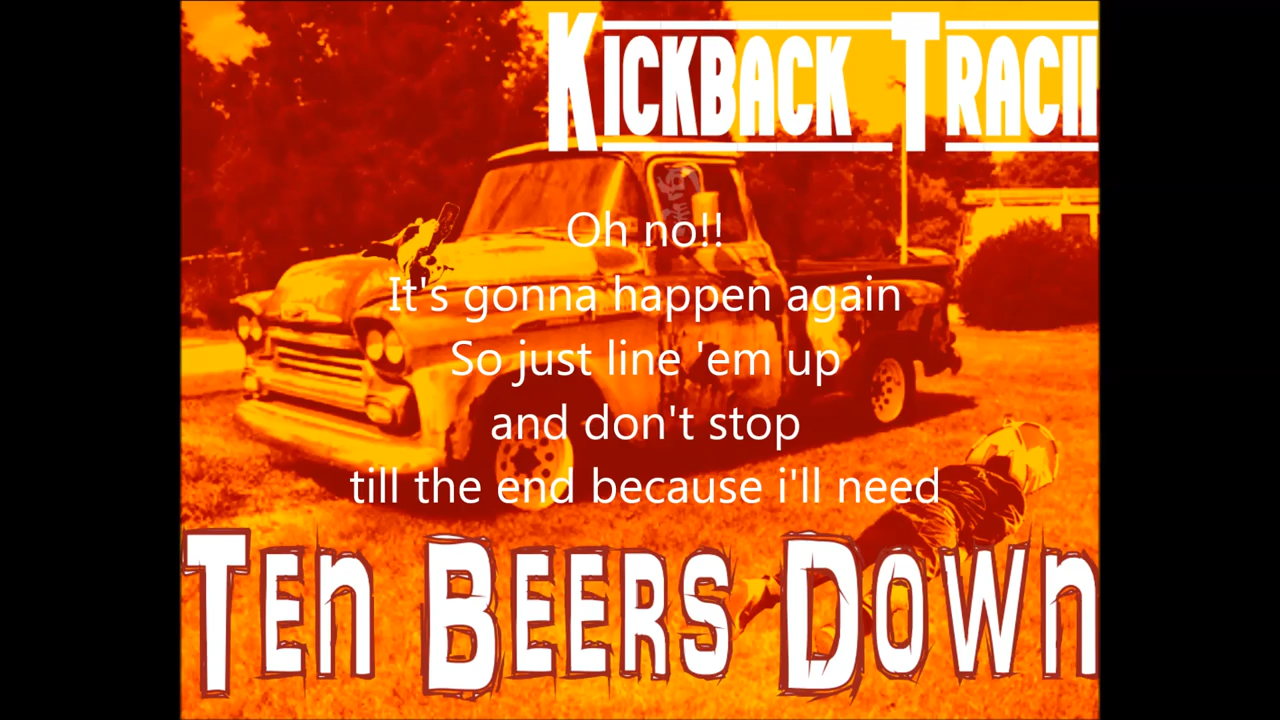 Kickback Tracii
Oh no!!
It's gonna happen again
So just line 'em up
and don't stop
till the end because i'll need
Ten Beers Down